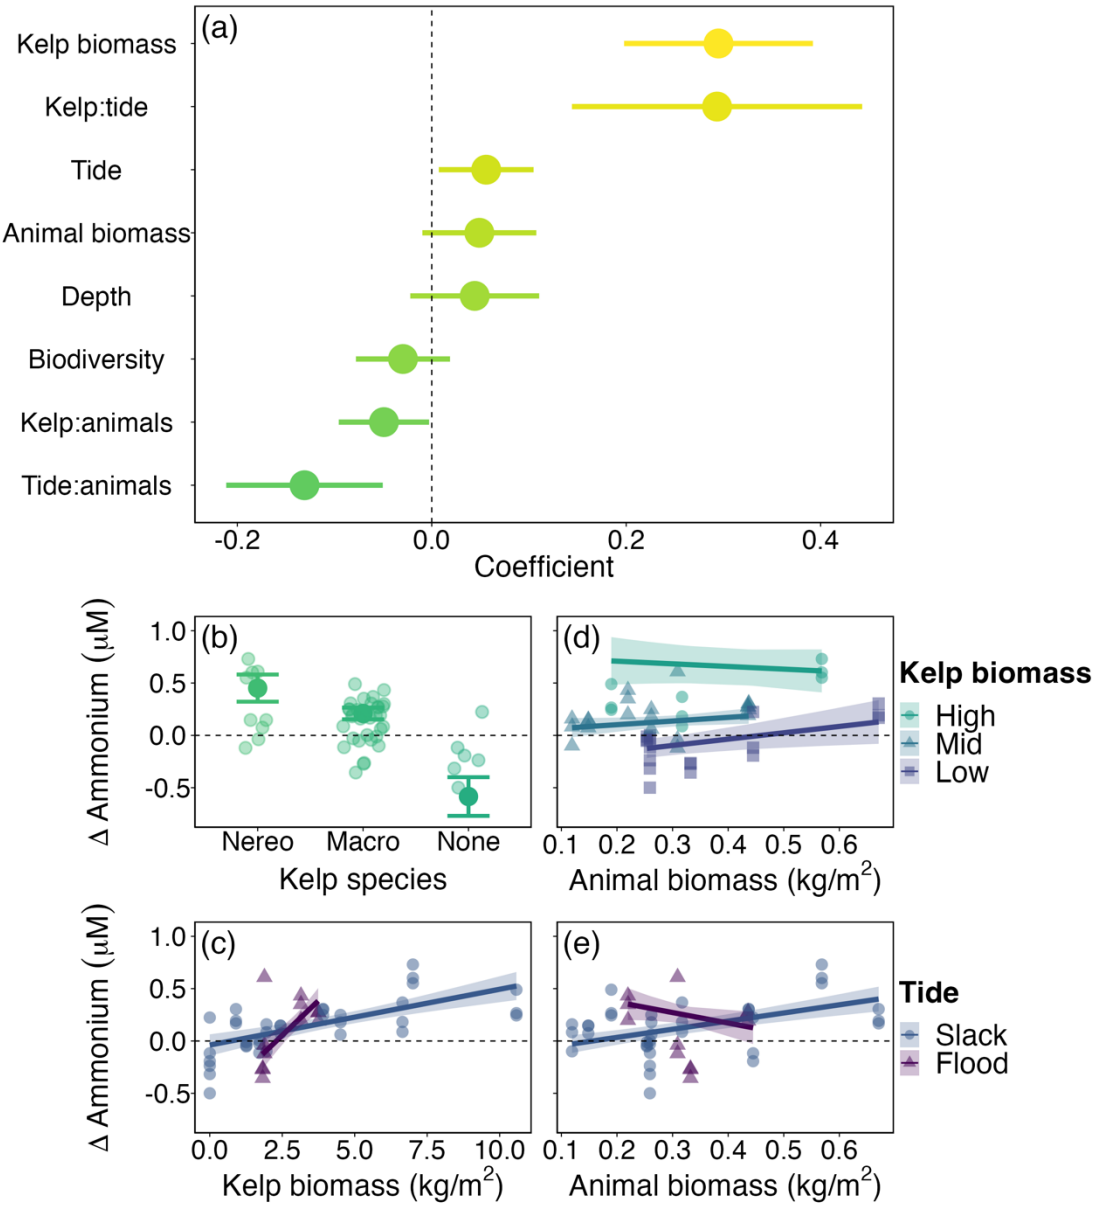 (a)
Kelp biomass
Kelp:tide
Tide
Animal biomass
Depth
Biodiversity
Kelp:animals
Tide:animals
-0.2 0.0 0.2 0.4
Coefficient
Δ Ammonium (μM)
1.0
0.5
0.0
-0.5
(b)
Nereo Macro None
Kelp species
(d)
0.1 0.2 0.3 0.4 0.5 0.6
Animal biomass (kg/m²)
Kelp biomass
High
Mid
Low
Δ Ammonium (μM)
1.0
0.5
0.0
-0.5
(c)
0.0 2.5 5.0 7.5 10.0
Kelp biomass (kg/m²)
(e)
0.1 0.2 0.3 0.4 0.5 0.6
Animal biomass (kg/m²)
Tide
Slack
Flood